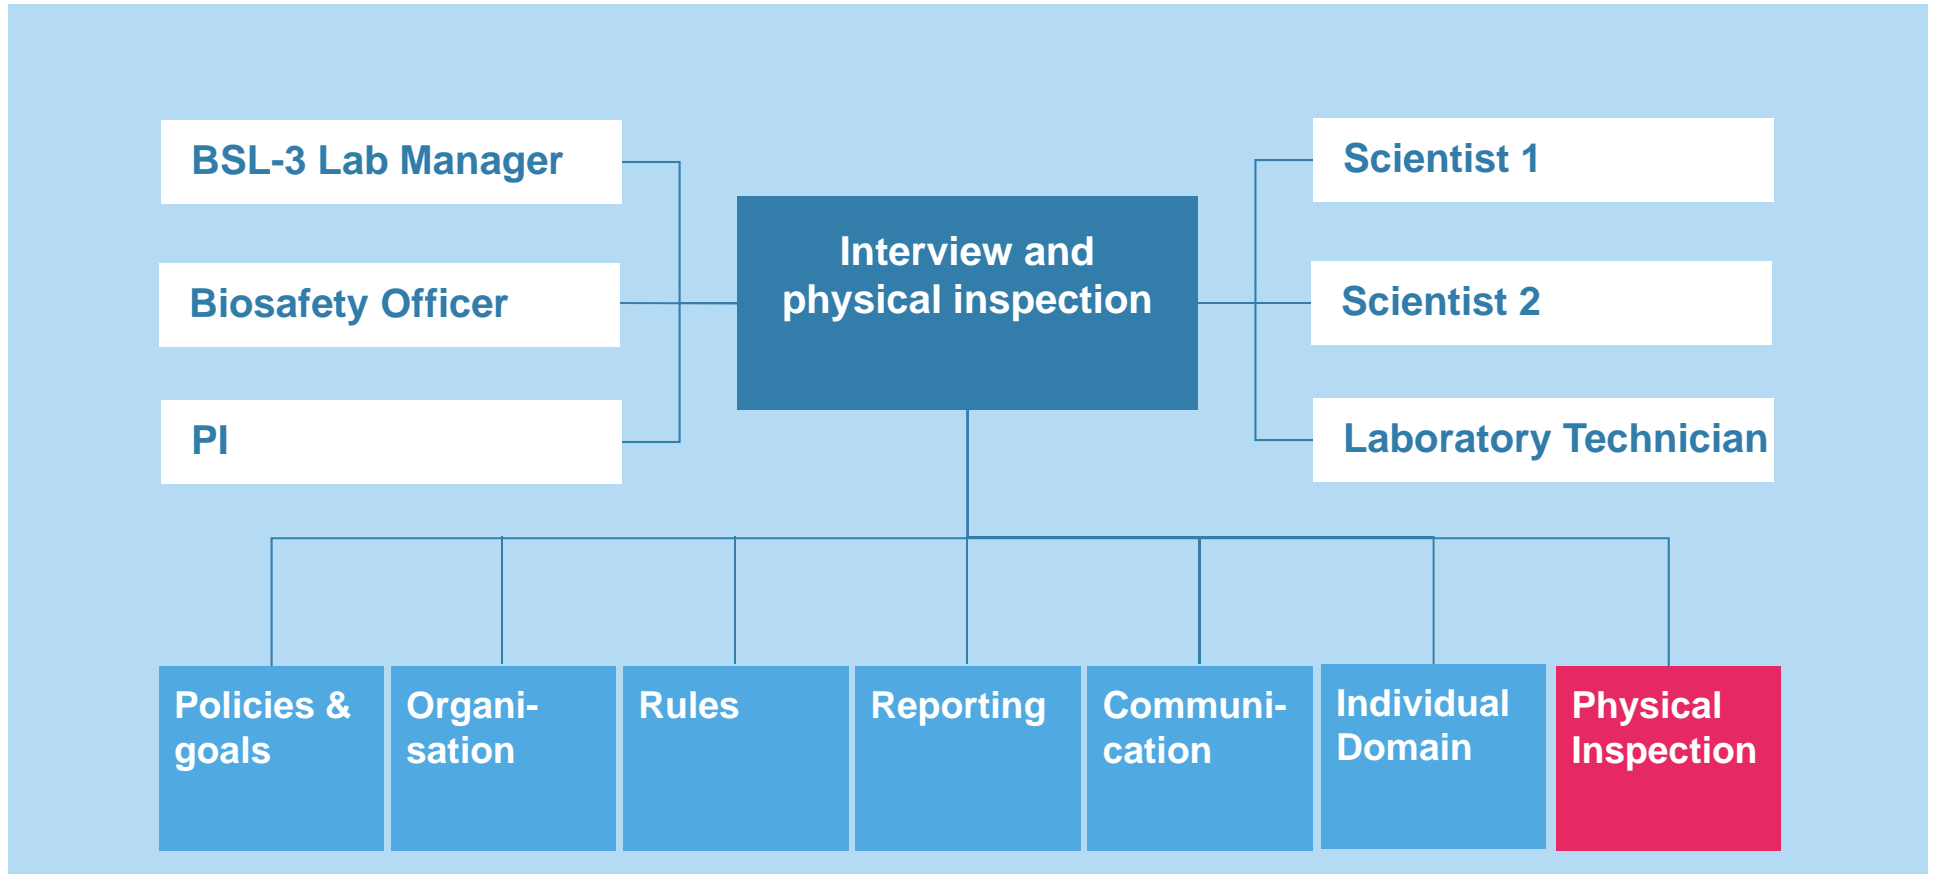 BSL-3 Lab Manager
Biosafety Officer
PI
Interview and
physical inspection
Scientist 1
Scientist 2
Laboratory Technician
Policies &
goals
Organi-
sation
Rules
Reporting
Communi-
cation
Individual
Domain
Physical
Inspection